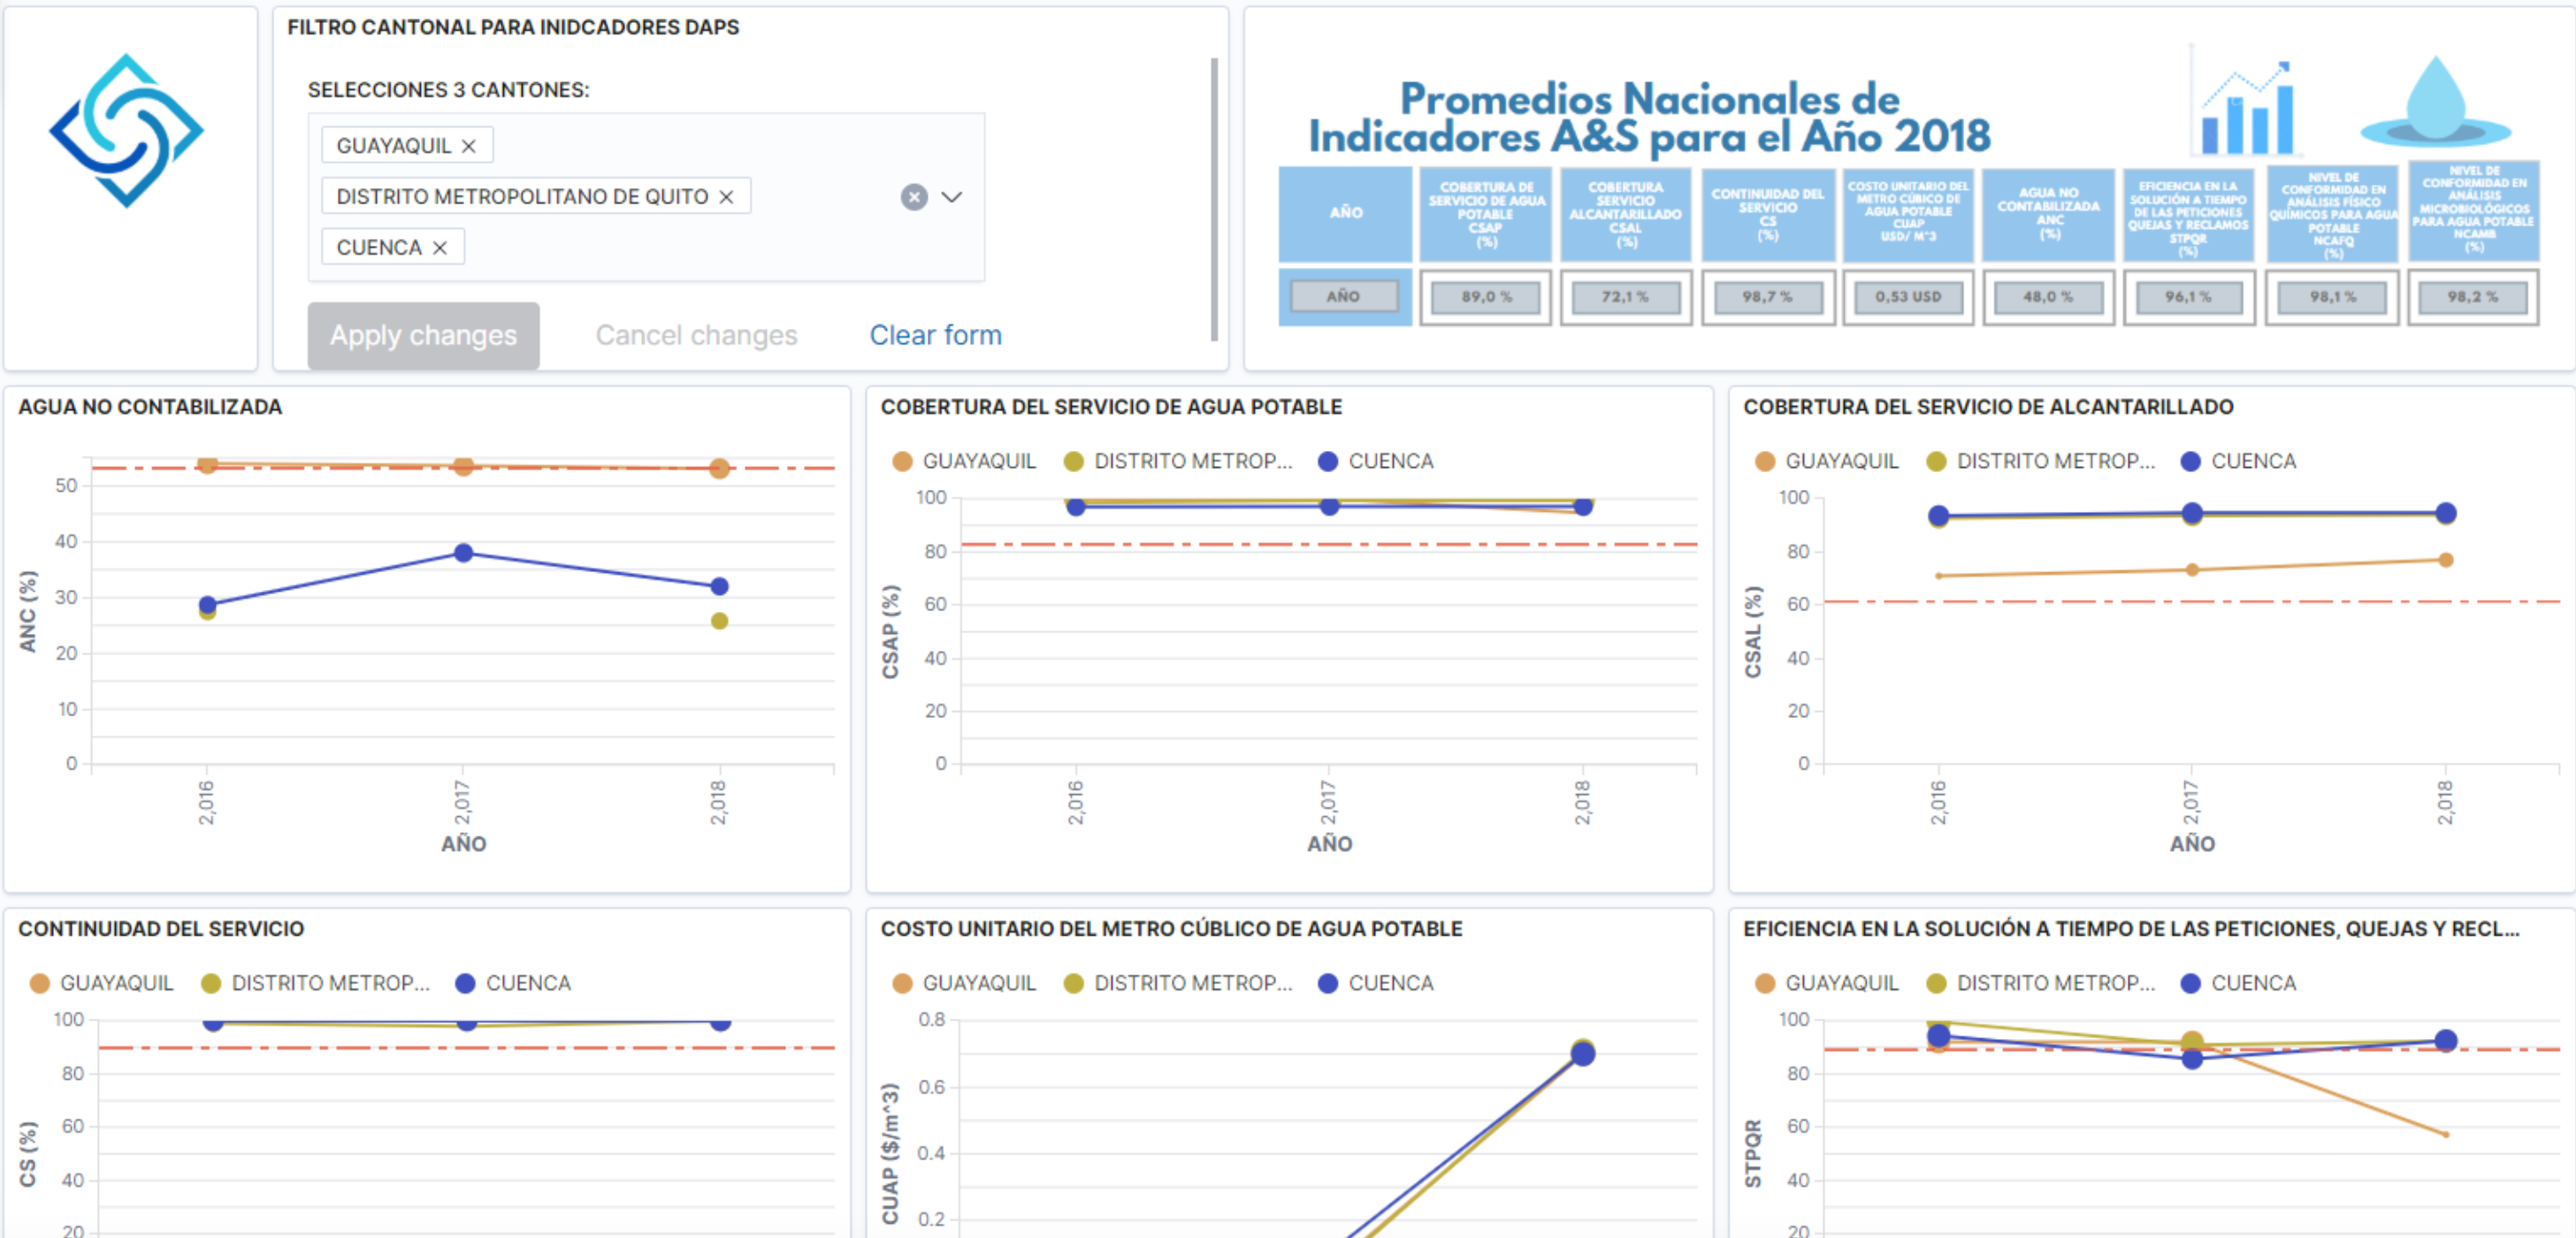 FILTRO CANTONAL PARA INIDCADORES DAPS
SELECCIONES 3 CANTONES:
GUAYAQUIL ×
DISTRITO METROPOLITANO DE QUITO ×
CUENCA ×
Apply changes
Cancel changes
Clear form
Promedios Nacionales de
Indicadores A&S para el Año 2018
AÑO
COBERTURA DE
SERVICIO DE AGUA
POTABLE
CSAP
(%)
COBERTURA
SERVICIO
ALCANTARILLADO
CSAL
(%)
CONTINUIDAD DEL
SERVICIO
CS
(%)
COSTO UNITARIO DEL
METRO CÚBICO DE
AGUA POTABLE
CUAP
USD/ M^3
AGUA NO
CONTABILIZADA
ANC
(%)
EFICIENCIA EN LA
SOLUCIÓN A TIEMPO
DE LAS PETICIONES
QUEJAS Y RECLAMOS
STPQR
(%)
NIVEL DE
CONFORMIDAD EN
ANÁLISIS FÍSICO
QUÍMICOS PARA AGUA
POTABLE
NCAFQ
(%)
NIVEL DE
CONFORMIDAD EN
ANÁLISIS
MICROBIOLÓGICOS
PARA AGUA POTABLE
NCAMB
(%)
AÑO
89,0 %
72,1 %
98,7 %
0,53 USD
48,0 %
96,1 %
98,1 %
98,2 %
AGUA NO CONTABILIZADA
50
40
30
20
10
0
ANC (%)
2,016
2,017
2,018
AÑO
COBERTURA DEL SERVICIO DE AGUA POTABLE
GUAYAQUIL
DISTRITO METROP...
CUENCA
100
80
60
40
20
0
CSAP (%)
2,016
2,017
2,018
AÑO
COBERTURA DEL SERVICIO DE ALCANTARILLADO
GUAYAQUIL
DISTRITO METROP...
CUENCA
100
80
60
40
20
0
CSAL (%)
2,016
2,017
2,018
AÑO
CONTINUIDAD DEL SERVICIO
GUAYAQUIL
DISTRITO METROP...
CUENCA
100
80
60
40
20
CS (%)
COSTO UNITARIO DEL METRO CÚBLICO DE AGUA POTABLE
GUAYAQUIL
DISTRITO METROP...
CUENCA
0.8
0.6
0.4
0.2
CUAP ($/m^3)
EFICIENCIA EN LA SOLUCIÓN A TIEMPO DE LAS PETICIONES, QUEJAS Y RECL...
GUAYAQUIL
DISTRITO METROP...
CUENCA
100
80
60
40
20
STPQR